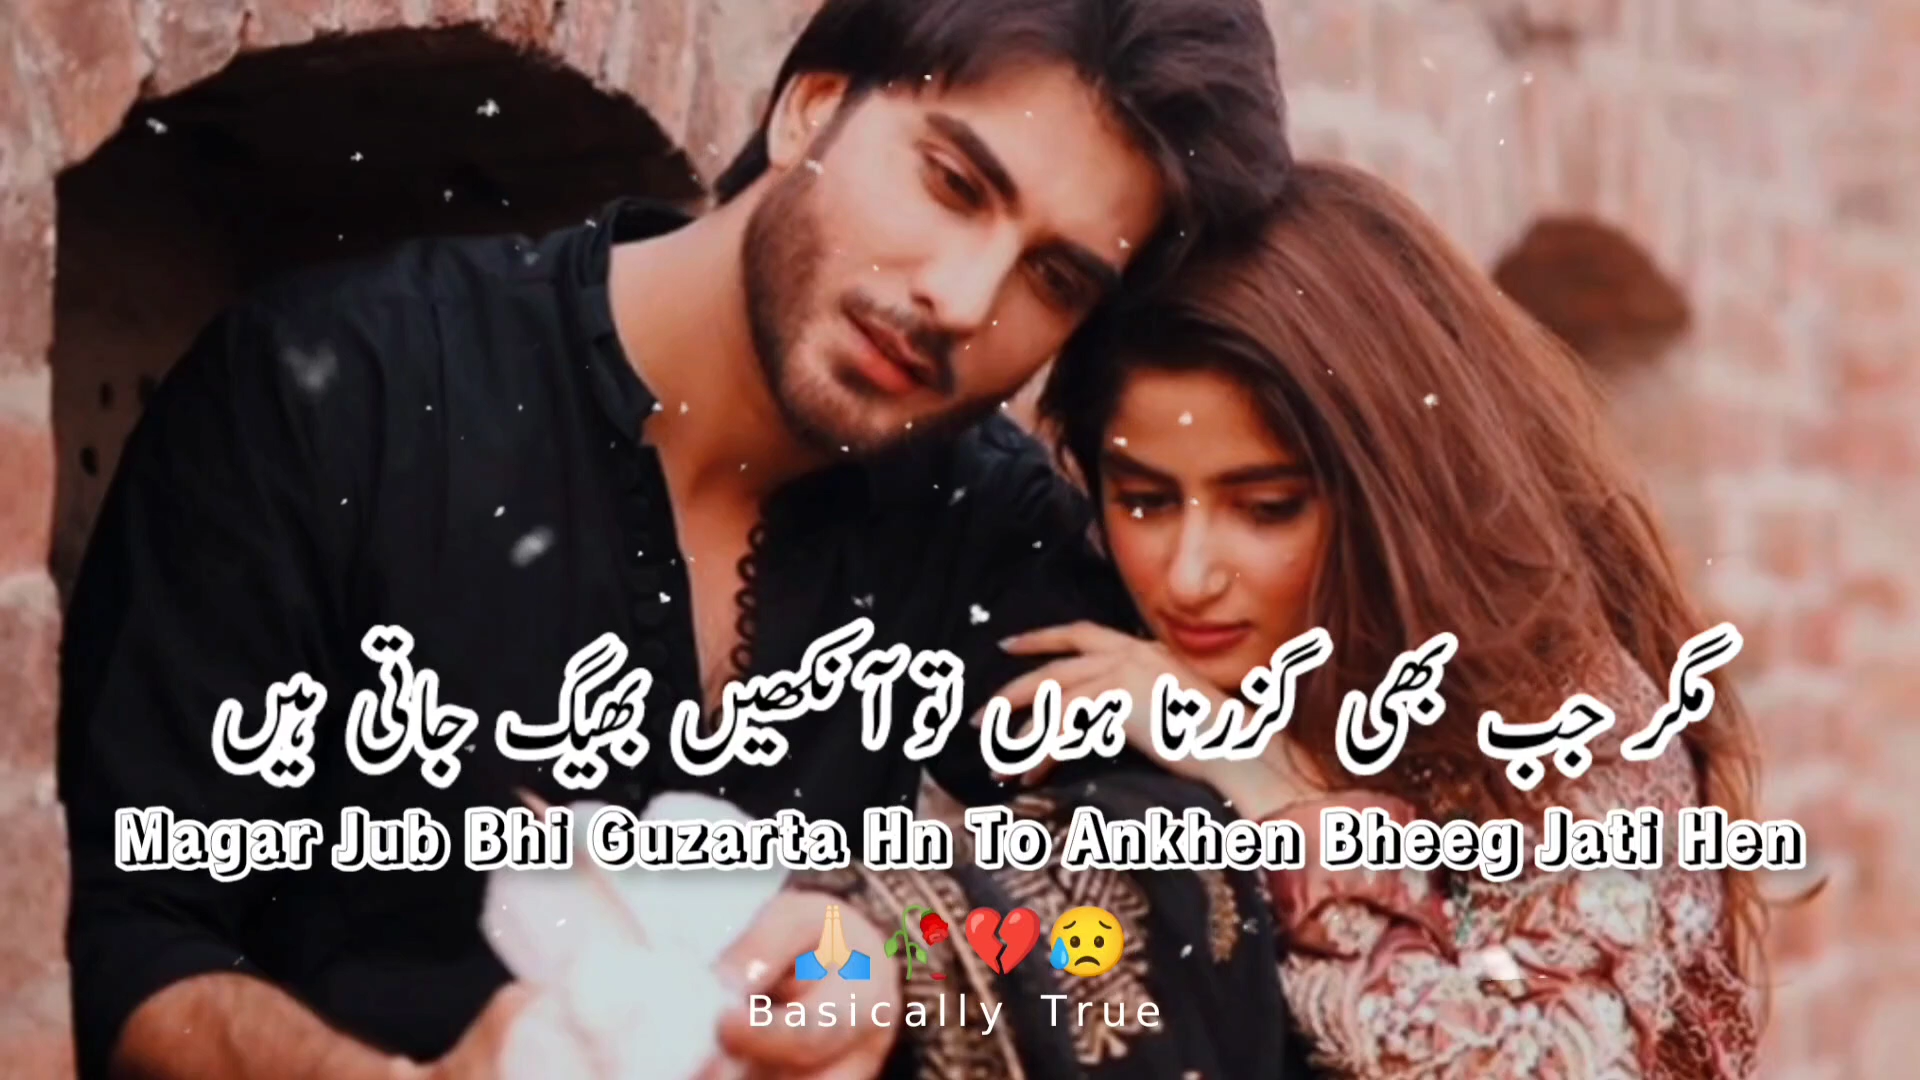 مگر جب بھی گزرتا ہوں تو آنکھیں بھیگ جاتی ہیں
Magar Jub Bhi Guzarta Hn To Ankhen Bheeg Jati Hen
🙏🏻🥀💔😥
Basically True